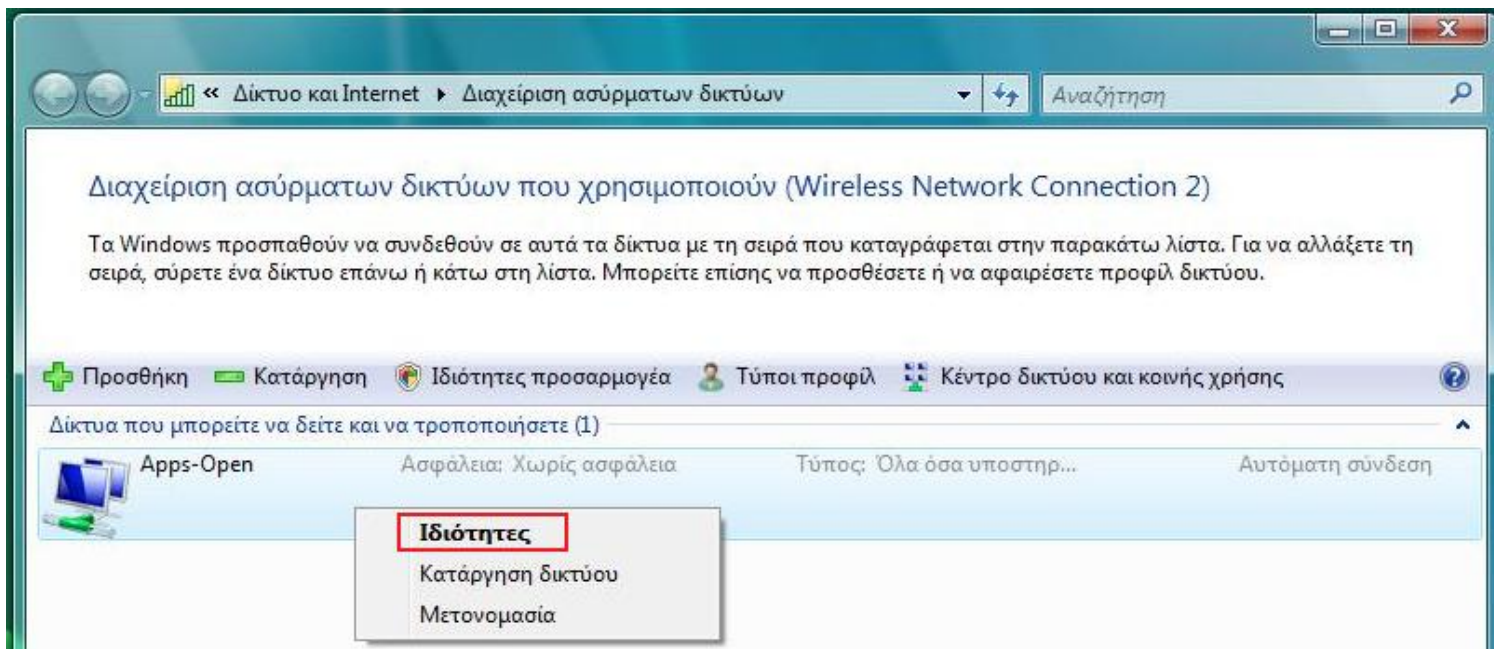 « Δίκτυο και Internet ▸ Διαχείριση ασύρματων δικτύων Αναζήτηση
Διαχείριση ασύρματων δικτύων που χρησιμοποιούν (Wireless Network Connection 2)
Τα Windows προσπαθούν να συνδεθούν σε αυτά τα δίκτυα με τη σειρά που καταγράφεται στην παρακάτω λίστα. Για να αλλάξετε τη
σειρά, σύρετε ένα δίκτυο επάνω ή κάτω στη λίστα. Μπορείτε επίσης να προσθέσετε ή να αφαιρέσετε προφίλ δικτύου.
Προσθήκη Κατάργηση Ιδιότητες προσαρμογέα Τύποι προφίλ Κέντρο δικτύου και κοινής χρήσης
Δίκτυα που μπορείτε να δείτε και να τροποποιήσετε (1)
Apps-Open Ασφάλεια: Χωρίς ασφάλεια Τύπος: Όλα όσα υποστηρ... Αυτόματη σύνδεση
Ιδιότητες
Κατάργηση δικτύου
Μετονομασία